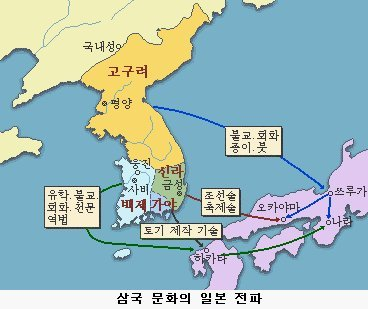 국내성
고구려
평양
불교.회화
종이.붓
웅진
신라
사비
금성
백제
가야
유학.불교.
회화.천문
역법
조선술
축제술
토기 제작 기술
오카야마
쓰루가
나라
하카타
삼국 문화의 일본 전파